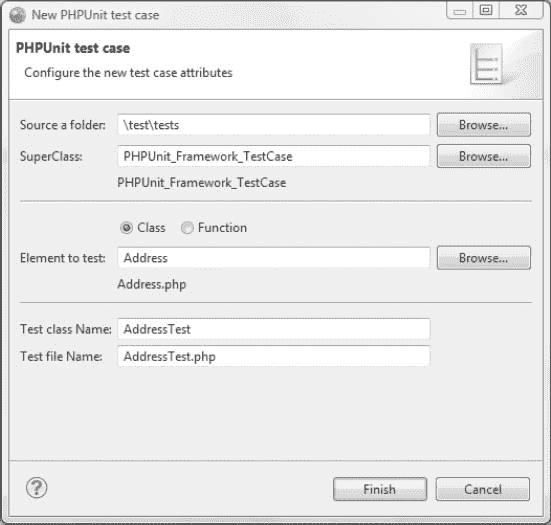 New PHPUnit test case
PHPUnit test case
Configure the new test case attributes
Source a folder: \test\tests Browse...
SuperClass: PHPUnit_Framework_TestCase Browse...
PHPUnit_Framework_TestCase
Class Function
Element to test: Address Browse...
Address.php
Test class Name: AddressTest
Test file Name: AddressTest.php
? Finish Cancel